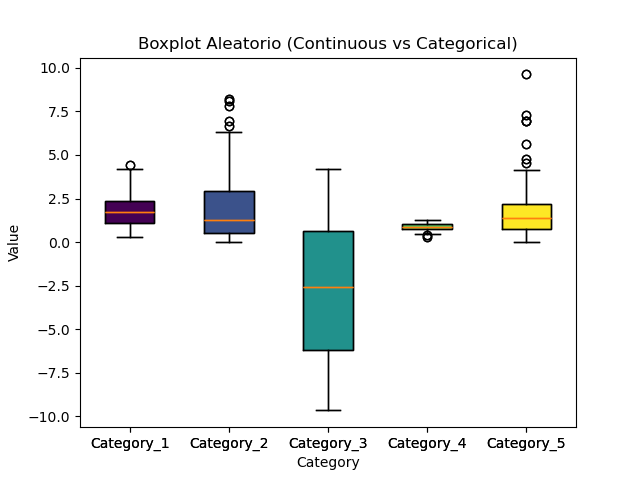 Boxplot Aleatorio (Continuous vs Categorical)
10.0
7.5
5.0
2.5
0.0
−2.5
−5.0
−7.5
−10.0
Value
Category_1 Category_2 Category_3 Category_4 Category_5
Category